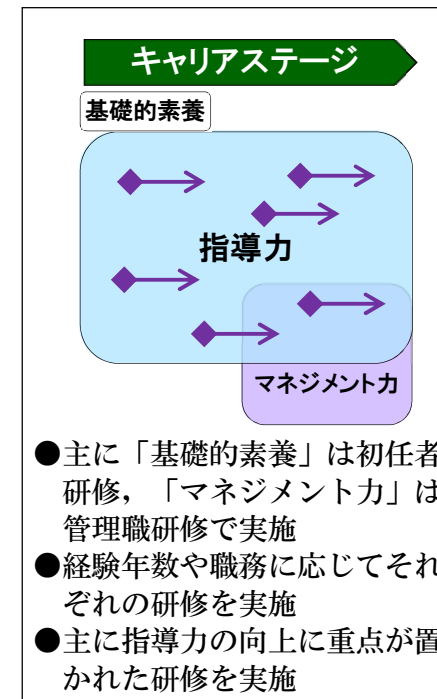 キャリアステージ
基礎的素養
指導力
マネジメント力
●主に「基礎的素養」は初任者
研修，「マネジメント力」は
管理職研修で実施
●経験年数や職務に応じてそれ
ぞれの研修を実施
●主に指導力の向上に重点が置
かれた研修を実施